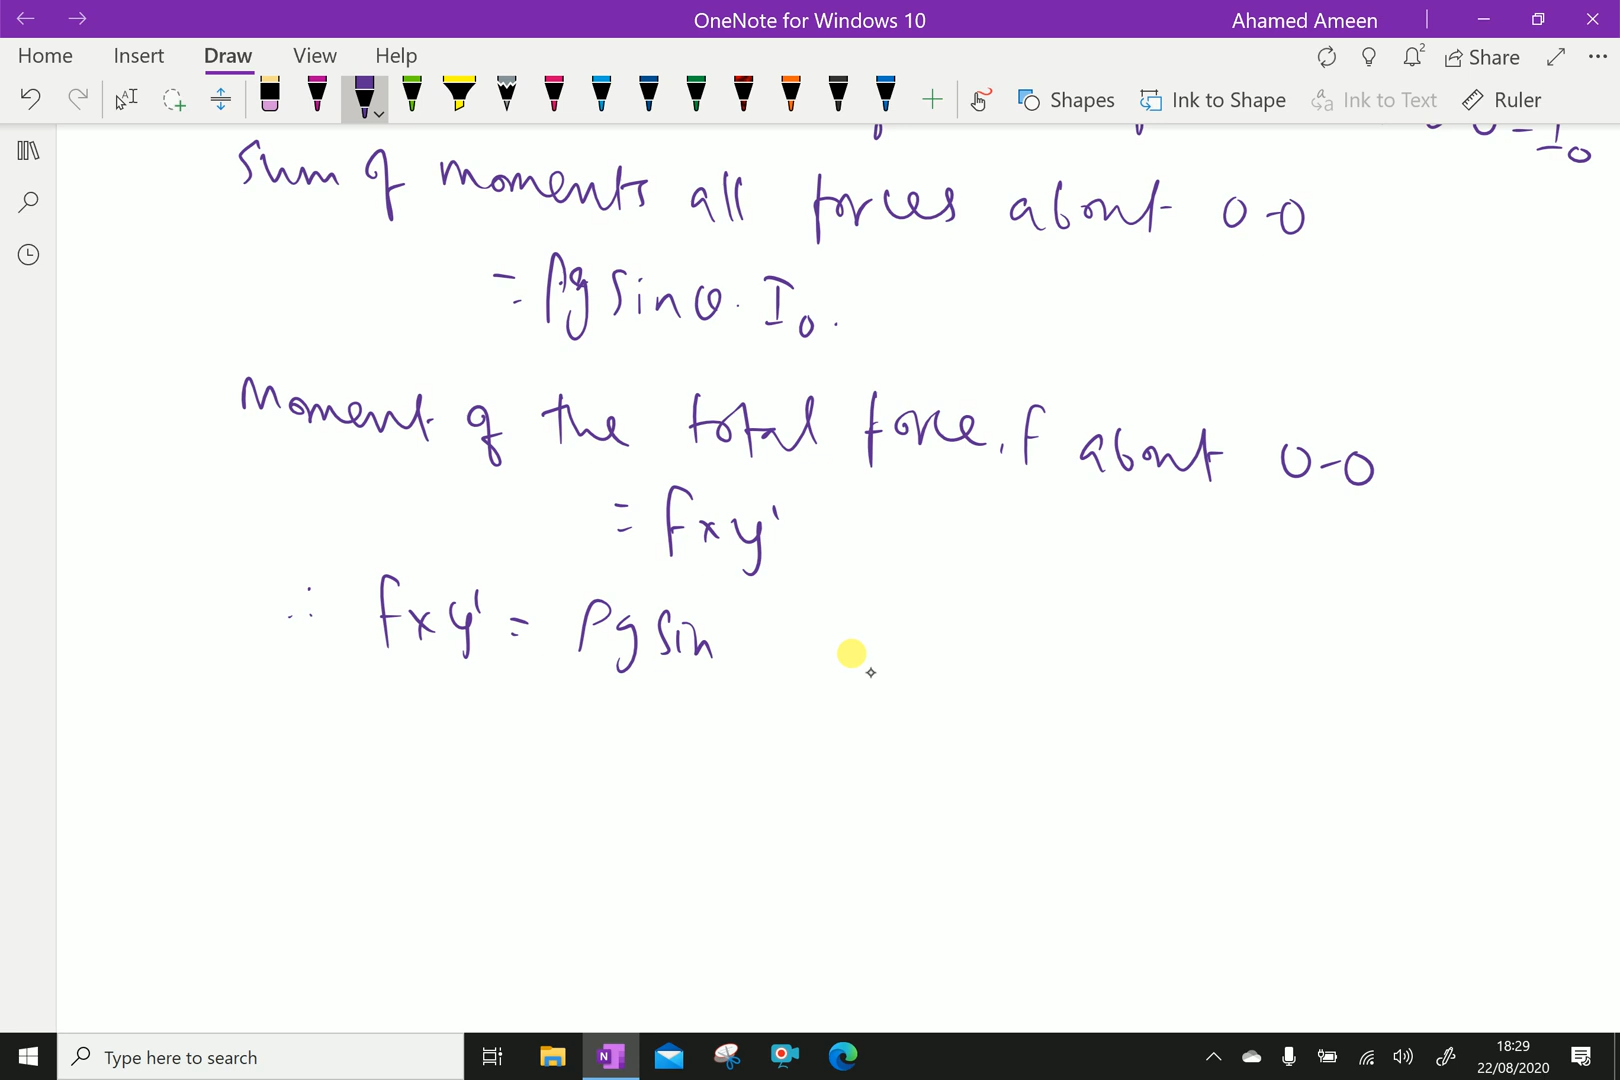 OneNote for Windows 10
Ahamed Ameen
Home Insert Draw View Help
2 Share
Shapes Ink to Shape Ink to Text Ruler
Sum of moments all forces about 0-0
= ρg sin θ . I₀ .
Moment of the total force, F about 0-0
= F x y'
∴ F x y' = ρg sin
Type here to search
18:29
22/08/2020